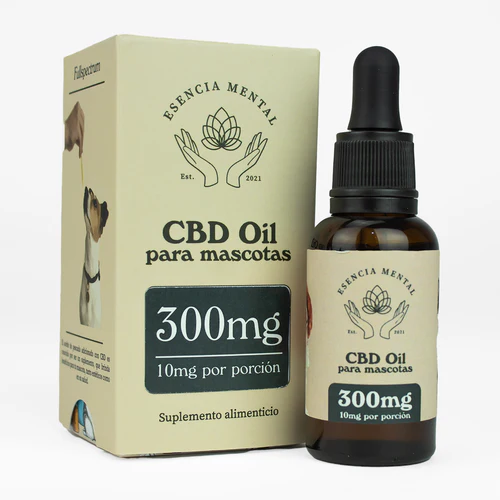 Fullspectrum
ESENCIA MENTAL
Est. 2021
CBD Oil
para mascotas
300mg
10mg por porción
Suplemento alimenticio
ESENCIA MENTAL
Est. 2021
CBD Oil
para mascotas
300mg
10mg por porción